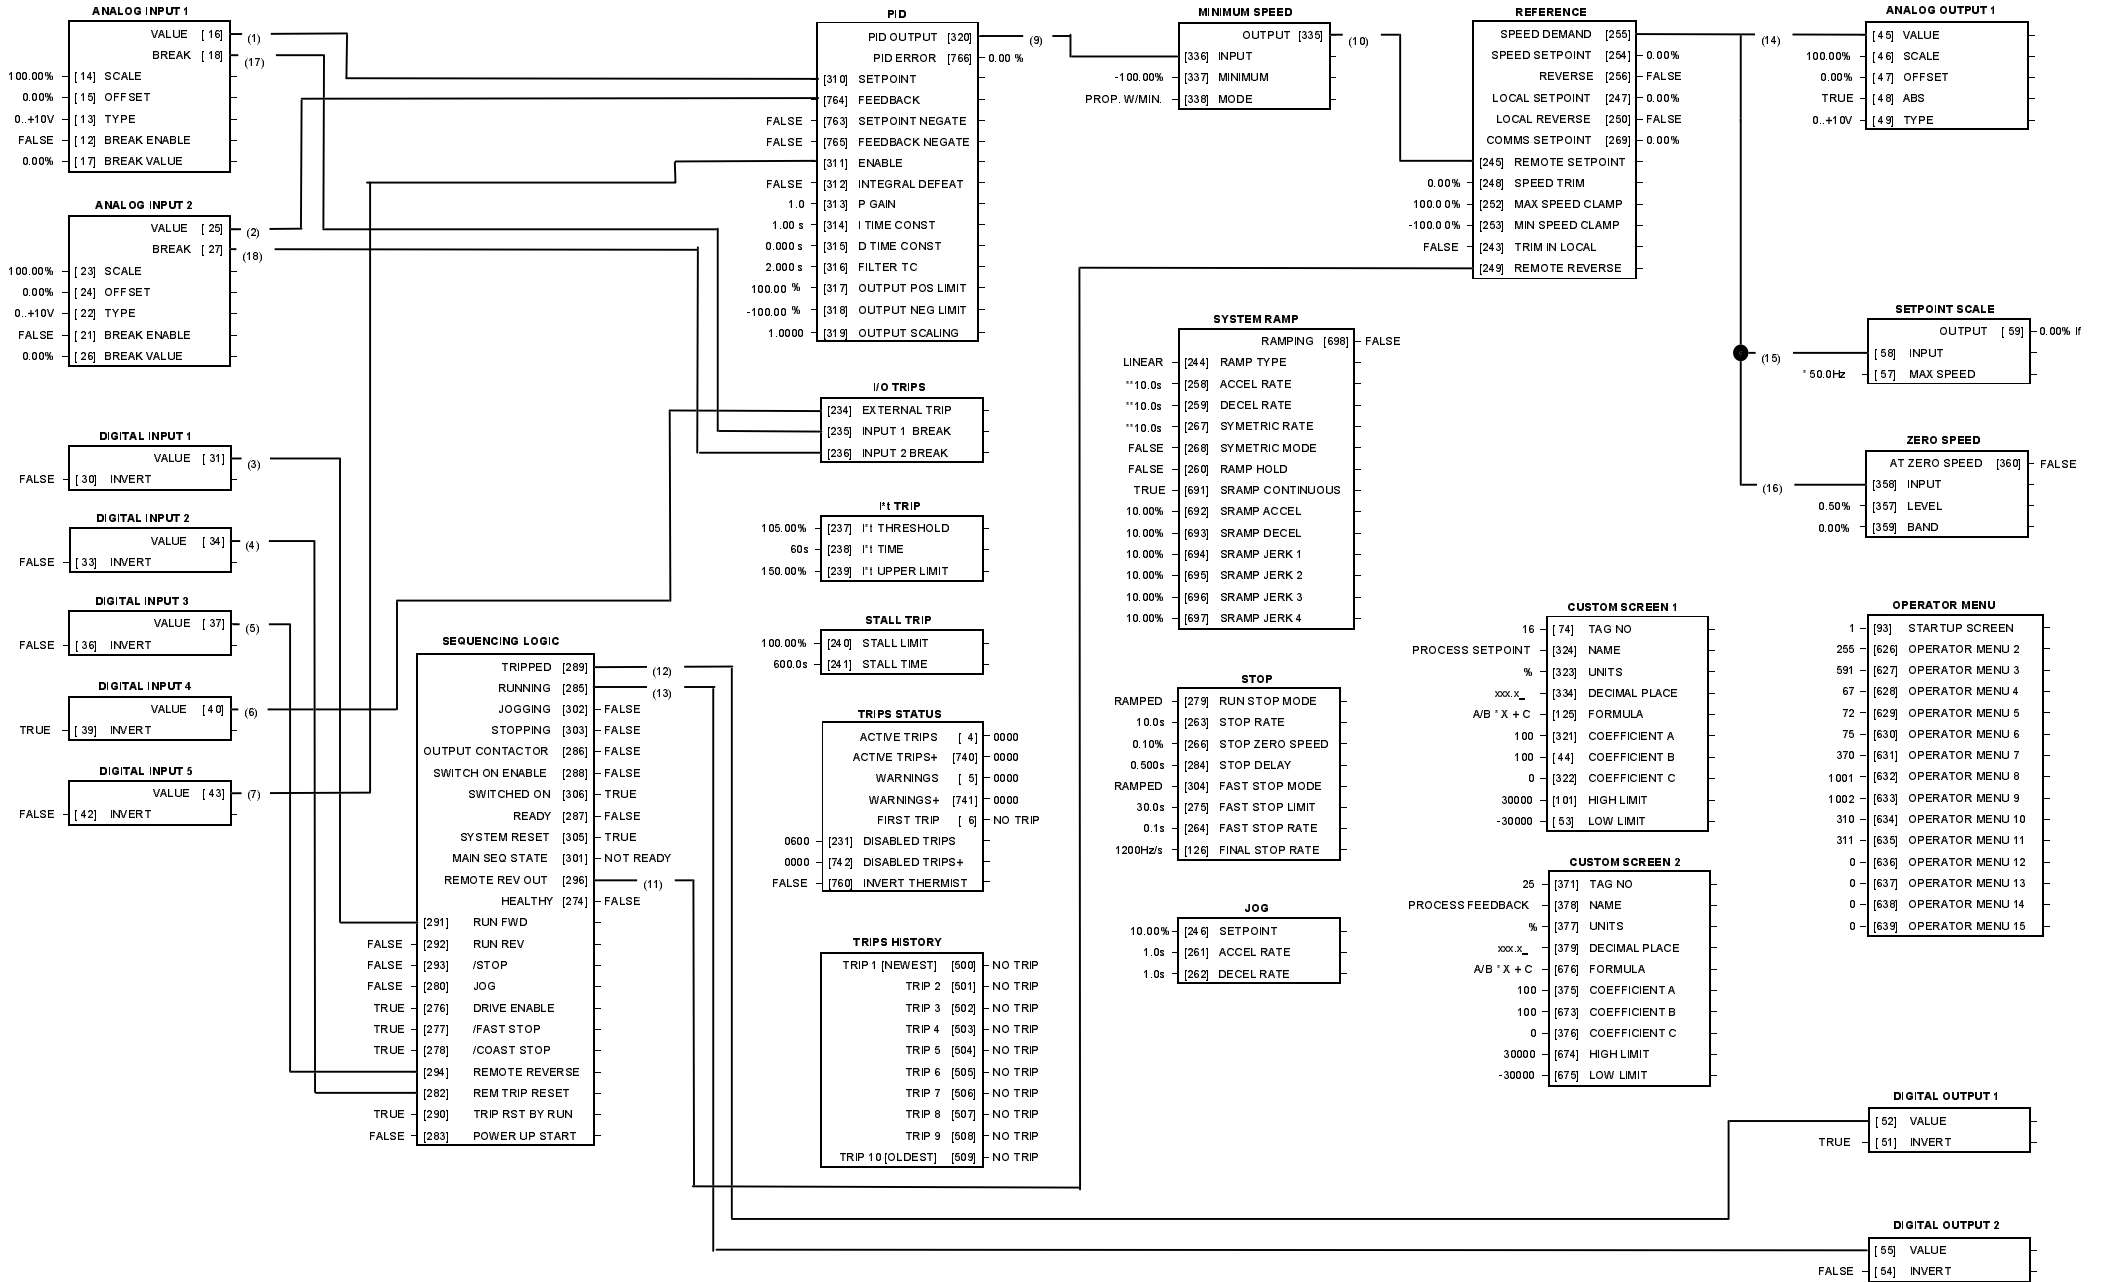 ANALOG INPUT 1
VALUE [ 16] (1)
BREAK [ 18] (17)
100.00% [ 14] SCALE
0.00% [ 15] OFFSET
0..+10V [ 13] TYPE
FALSE [ 12] BREAK ENABLE
0.00% [ 17] BREAK VALUE
ANALOG INPUT 2
VALUE [ 25] (2)
BREAK [ 27] (18)
100.00% [ 23] SCALE
0.00% [ 24] OFFSET
0..+10V [ 22] TYPE
FALSE [ 21] BREAK ENABLE
0.00% [ 26] BREAK VALUE
DIGITAL INPUT 1
VALUE [ 31] (3)
FALSE [ 30] INVERT
DIGITAL INPUT 2
VALUE [ 34] (4)
FALSE [ 33] INVERT
DIGITAL INPUT 3
VALUE [ 37] (5)
FALSE [ 36] INVERT
DIGITAL INPUT 4
VALUE [ 40] (6)
TRUE [ 39] INVERT
DIGITAL INPUT 5
VALUE [ 43] (7)
FALSE [ 42] INVERT
SEQUENCING LOGIC
TRIPPED [289] (12)
RUNNING [285] (13)
JOGGING [302] FALSE
STOPPING [303] FALSE
OUTPUT CONTACTOR [286] FALSE
SWITCH ON ENABLE [288] FALSE
SWITCHED ON [306] TRUE
READY [287] FALSE
SYSTEM RESET [305] TRUE
MAIN SEQ STATE [301] NOT READY
REMOTE REV OUT [296] (11)
HEALTHY [274] FALSE
[291] RUN FWD
FALSE [292] RUN REV
FALSE [293] /STOP
FALSE [280] JOG
TRUE [276] DRIVE ENABLE
TRUE [277] /FAST STOP
TRUE [278] /COAST STOP
[294] REMOTE REVERSE
[282] REM TRIP RESET
TRUE [290] TRIP RST BY RUN
FALSE [283] POWER UP START
PID
PID OUTPUT [320] (9)
PID ERROR [766] 0.00 %
[310] SETPOINT
[764] FEEDBACK
FALSE [763] SETPOINT NEGATE
FALSE [765] FEEDBACK NEGATE
[311] ENABLE
FALSE [312] INTEGRAL DEFEAT
1.0 [313] P GAIN
1.00 s [314] I TIME CONST
0.000 s [315] D TIME CONST
2.000 s [316] FILTER TC
100.00 % [317] OUTPUT POS LIMIT
-100.00 % [318] OUTPUT NEG LIMIT
1.0000 [319] OUTPUT SCALING
I/O TRIPS
[234] EXTERNAL TRIP
[235] INPUT 1 BREAK
[236] INPUT 2 BREAK
I*t TRIP
105.00% [237] I*t THRESHOLD
60s [238] I*t TIME
150.00% [239] I*t UPPER LIMIT
STALL TRIP
100.00% [240] STALL LIMIT
600.0s [241] STALL TIME
TRIPS STATUS
ACTIVE TRIPS [ 4] 0000
ACTIVE TRIPS+ [740] 0000
WARNINGS [ 5] 0000
WARNINGS+ [741] 0000
FIRST TRIP [ 6] NO TRIP
0600 [231] DISABLED TRIPS
0000 [742] DISABLED TRIPS+
FALSE [760] INVERT THERMIST
TRIPS HISTORY
TRIP 1 [NEWEST] [500] NO TRIP
TRIP 2 [501] NO TRIP
TRIP 3 [502] NO TRIP
TRIP 4 [503] NO TRIP
TRIP 5 [504] NO TRIP
TRIP 6 [505] NO TRIP
TRIP 7 [506] NO TRIP
TRIP 8 [507] NO TRIP
TRIP 9 [508] NO TRIP
TRIP 10 [OLDEST] [509] NO TRIP
MINIMUM SPEED
OUTPUT [335] (10)
[336] INPUT
-100.00% [337] MINIMUM
PROP. W/MIN. [338] MODE
SYSTEM RAMP
RAMPING [698] FALSE
LINEAR [244] RAMP TYPE
**10.0s [258] ACCEL RATE
**10.0s [259] DECEL RATE
**10.0s [267] SYMETRIC RATE
FALSE [268] SYMETRIC MODE
FALSE [260] RAMP HOLD
TRUE [691] SRAMP CONTINUOUS
10.00% [692] SRAMP ACCEL
10.00% [693] SRAMP DECEL
10.00% [694] SRAMP JERK 1
10.00% [695] SRAMP JERK 2
10.00% [696] SRAMP JERK 3
10.00% [697] SRAMP JERK 4
STOP
RAMPED [279] RUN STOP MODE
10.0s [263] STOP RATE
0.10% [266] STOP ZERO SPEED
0.500s [284] STOP DELAY
RAMPED [304] FAST STOP MODE
30.0s [275] FAST STOP LIMIT
0.1s [264] FAST STOP RATE
1200Hz/s [126] FINAL STOP RATE
JOG
10.00% [246] SETPOINT
1.0s [261] ACCEL RATE
1.0s [262] DECEL RATE
REFERENCE
SPEED DEMAND [255] (14)
SPEED SETPOINT [254] 0.00%
REVERSE [256] FALSE
LOCAL SETPOINT [247] 0.00%
LOCAL REVERSE [250] FALSE
COMMS SETPOINT [269] 0.00%
[245] REMOTE SETPOINT
0.00% [248] SPEED TRIM
100.00% [252] MAX SPEED CLAMP
-100.00% [253] MIN SPEED CLAMP
FALSE [243] TRIM IN LOCAL
[249] REMOTE REVERSE
CUSTOM SCREEN 1
16 [ 74] TAG NO
PROCESS SETPOINT [324] NAME
% [323] UNITS
xxx.x_ [334] DECIMAL PLACE
A/B * X + C [125] FORMULA
100 [321] COEFFICIENT A
100 [ 44] COEFFICIENT B
0 [322] COEFFICIENT C
30000 [101] HIGH LIMIT
-30000 [ 53] LOW LIMIT
CUSTOM SCREEN 2
25 [371] TAG NO
PROCESS FEEDBACK [378] NAME
% [377] UNITS
xxx.x_ [379] DECIMAL PLACE
A/B * X + C [676] FORMULA
100 [375] COEFFICIENT A
100 [673] COEFFICIENT B
0 [376] COEFFICIENT C
30000 [674] HIGH LIMIT
-30000 [675] LOW LIMIT
ANALOG OUTPUT 1
[ 45] VALUE
100.00% [ 46] SCALE
0.00% [ 47] OFFSET
TRUE [ 48] ABS
0..+10V [ 49] TYPE
SETPOINT SCALE
OUTPUT [ 59] 0.00% lf
(15) [ 58] INPUT
* 50.0Hz [ 57] MAX SPEED
ZERO SPEED
AT ZERO SPEED [360] FALSE
(16) [358] INPUT
0.50% [357] LEVEL
0.00% [359] BAND
OPERATOR MENU
1 [93] STARTUP SCREEN
255 [626] OPERATOR MENU 2
591 [627] OPERATOR MENU 3
67 [628] OPERATOR MENU 4
72 [629] OPERATOR MENU 5
75 [630] OPERATOR MENU 6
370 [631] OPERATOR MENU 7
1001 [632] OPERATOR MENU 8
1002 [633] OPERATOR MENU 9
310 [634] OPERATOR MENU 10
311 [635] OPERATOR MENU 11
0 [636] OPERATOR MENU 12
0 [637] OPERATOR MENU 13
0 [638] OPERATOR MENU 14
0 [639] OPERATOR MENU 15
DIGITAL OUTPUT 1
[ 52] VALUE
TRUE [ 51] INVERT
DIGITAL OUTPUT 2
[ 55] VALUE
FALSE [ 54] INVERT